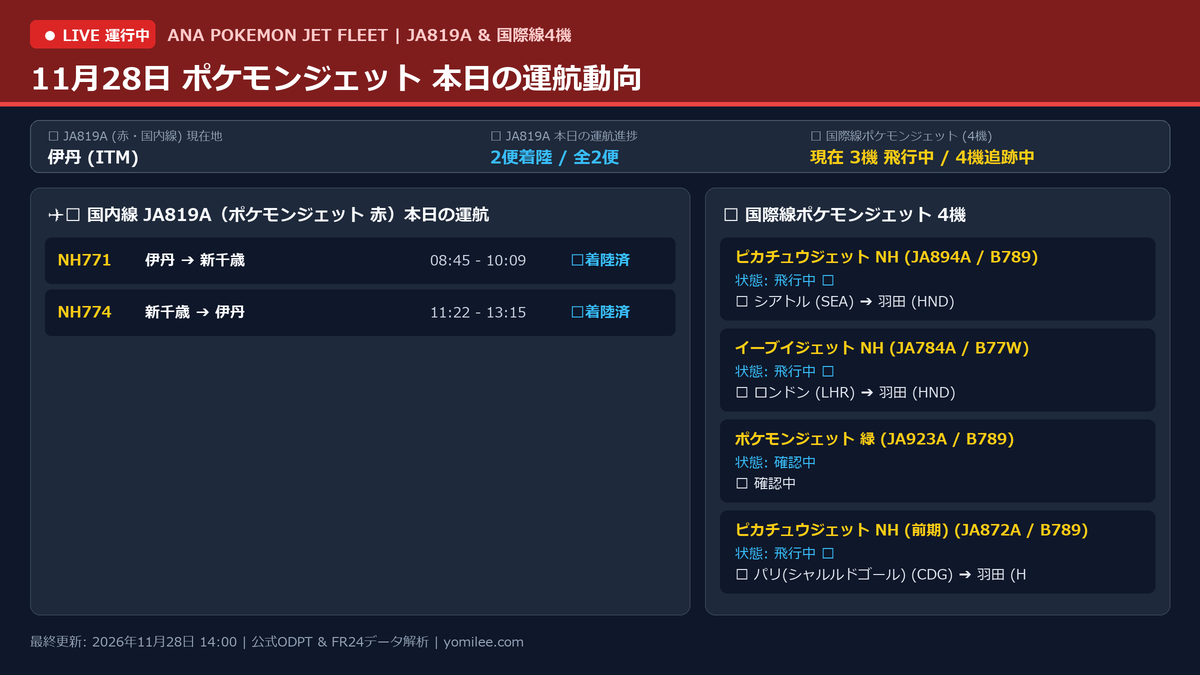 ● LIVE 運行中 ANA POKEMON JET FLEET | JA819A & 国際線4機
11月28日 ポケモンジェット 本日の運航動向
□ JA819A (赤・国内線) 現在地
伊丹 (ITM)
□ JA819A 本日の運航進捗
2便着陸 / 全2便
□ 国際線ポケモンジェット (4機)
現在 3機 飛行中 / 4機追跡中
✈□ 国内線 JA819A（ポケモンジェット 赤）本日の運航
NH771 伊丹 → 新千歳 08:45 - 10:09 □着陸済
NH774 新千歳 → 伊丹 11:22 - 13:15 □着陸済
□ 国際線ポケモンジェット 4機
ピカチュウジェット NH (JA894A / B789)
状態: 飛行中 □
□ シアトル (SEA) ➔ 羽田 (HND)
イーブイジェット NH (JA784A / B77W)
状態: 飛行中 □
□ ロンドン (LHR) ➔ 羽田 (HND)
ポケモンジェット 緑 (JA923A / B789)
状態: 確認中
□ 確認中
ピカチュウジェット NH (前期) (JA872A / B789)
状態: 飛行中 □
□ パリ(シャルルドゴール) (CDG) ➔ 羽田 (H
最終更新: 2026年11月28日 14:00 | 公式ODPT & FR24データ解析 | yomilee.com